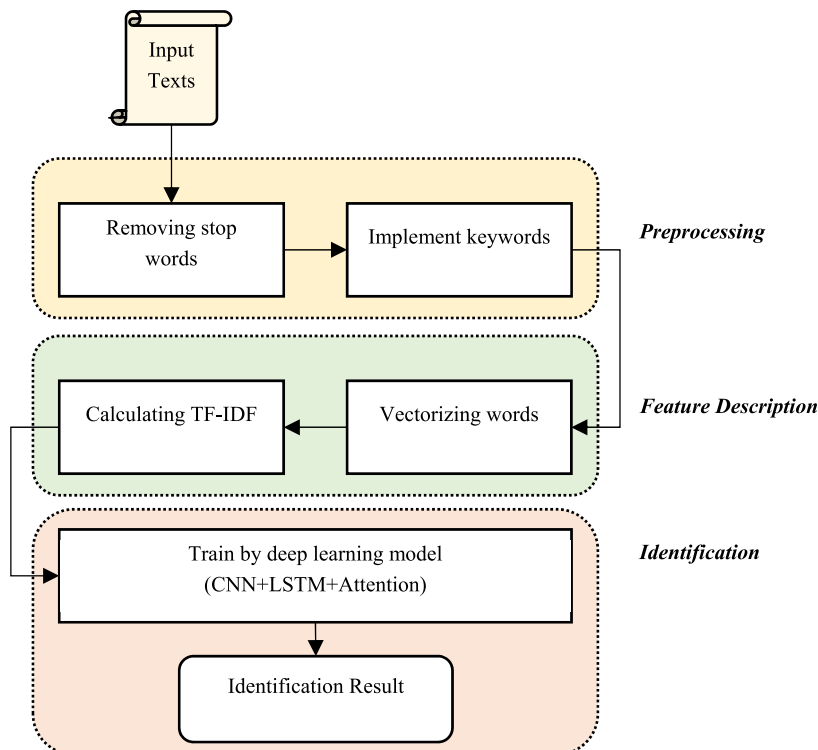 Input
Texts
Removing stop
words
Implement keywords
Preprocessing
Calculating TF-IDF
Vectorizing words
Feature Description
Train by deep learning model
(CNN+LSTM+Attention)
Identification
Identification Result